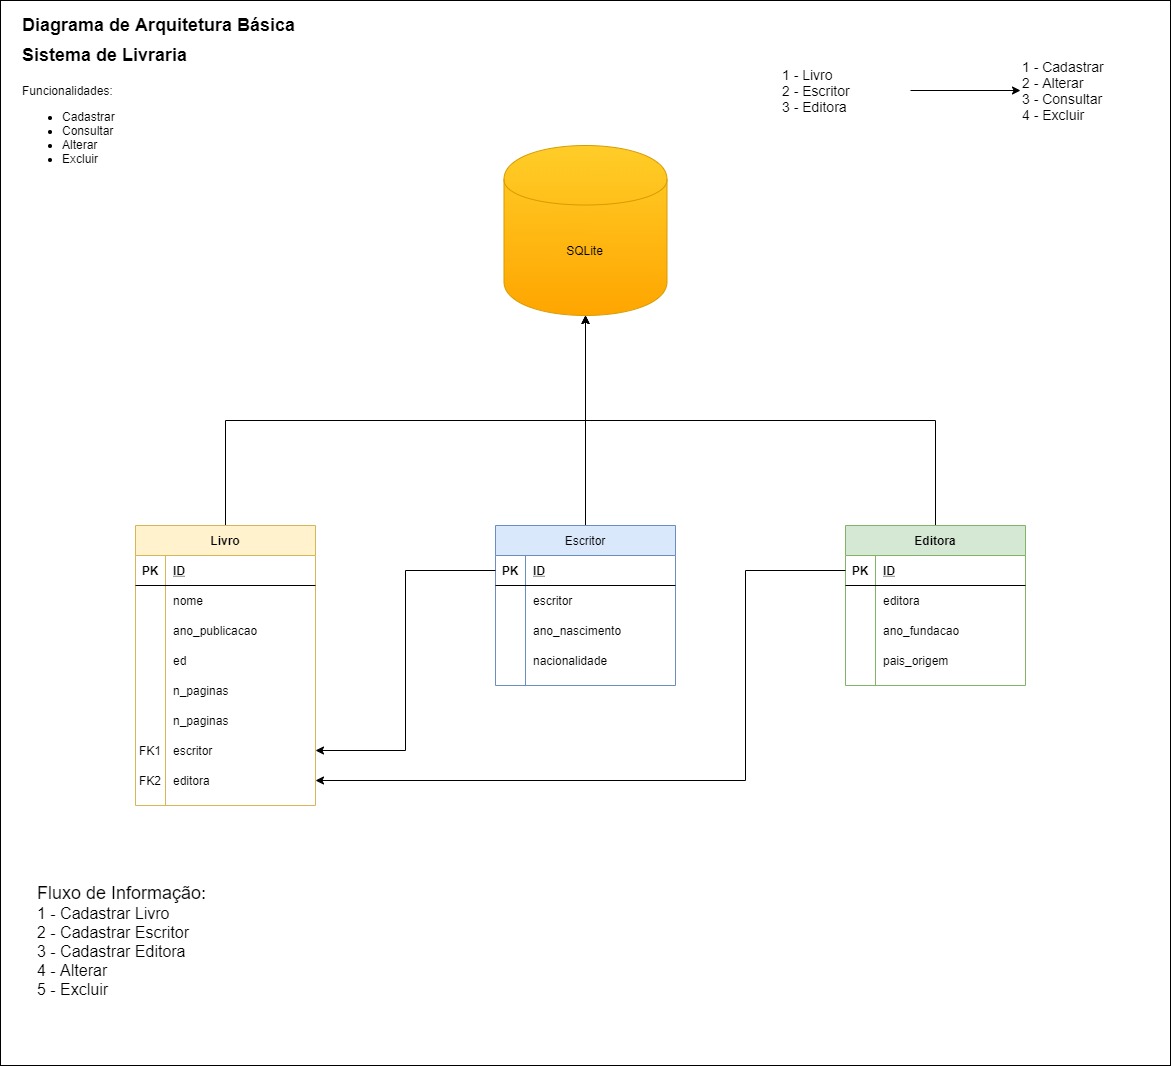 Diagrama de Arquitetura Básica
Sistema de Livraria
Funcionalidades:
Cadastrar
Consultar
Alterar
Excluir
1 - Livro
2 - Escritor
3 - Editora
1 - Cadastrar
2 - Alterar
3 - Consultar
4 - Excluir
SQLite
Livro
PK ID
nome
ano_publicacao
ed
n_paginas
n_paginas
FK1 escritor
FK2 editora
Escritor
PK ID
escritor
ano_nascimento
nacionalidade
Editora
PK ID
editora
ano_fundacao
pais_origem
Fluxo de Informação:
1 - Cadastrar Livro
2 - Cadastrar Escritor
3 - Cadastrar Editora
4 - Alterar
5 - Excluir